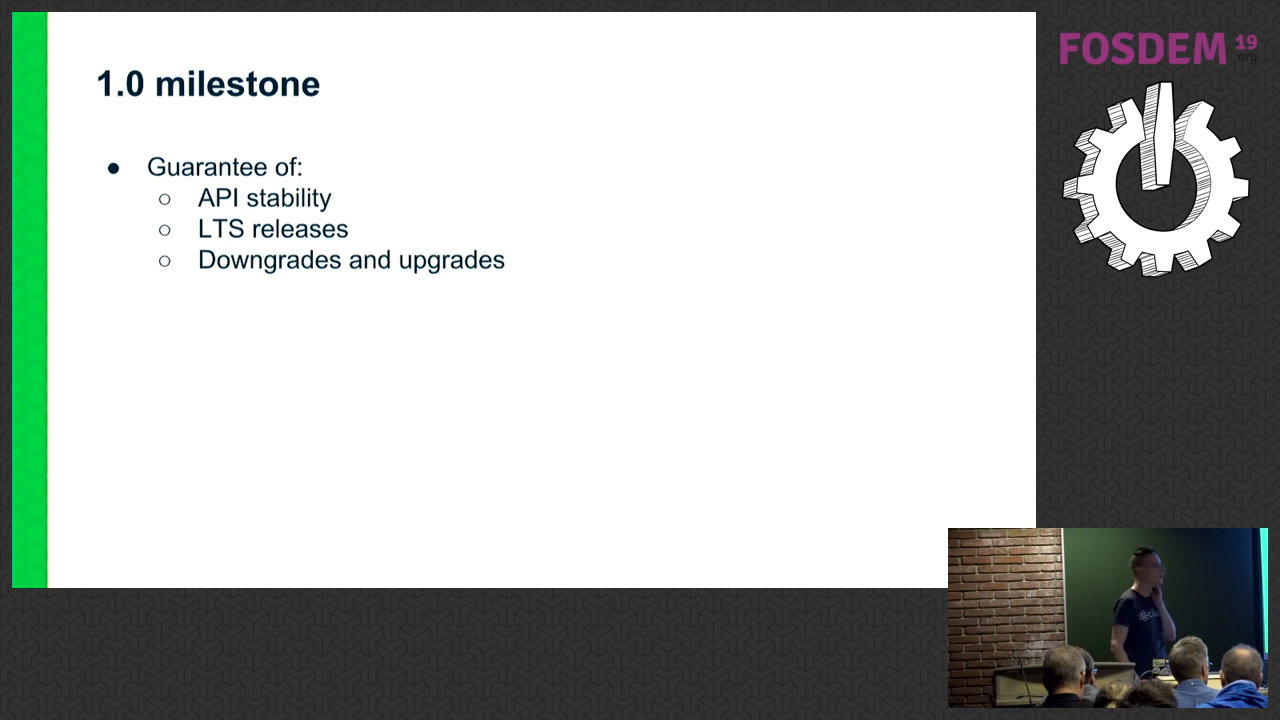 1.0 milestone
● Guarantee of:
○ API stability
○ LTS releases
○ Downgrades and upgrades
FOSDEM 19
.org